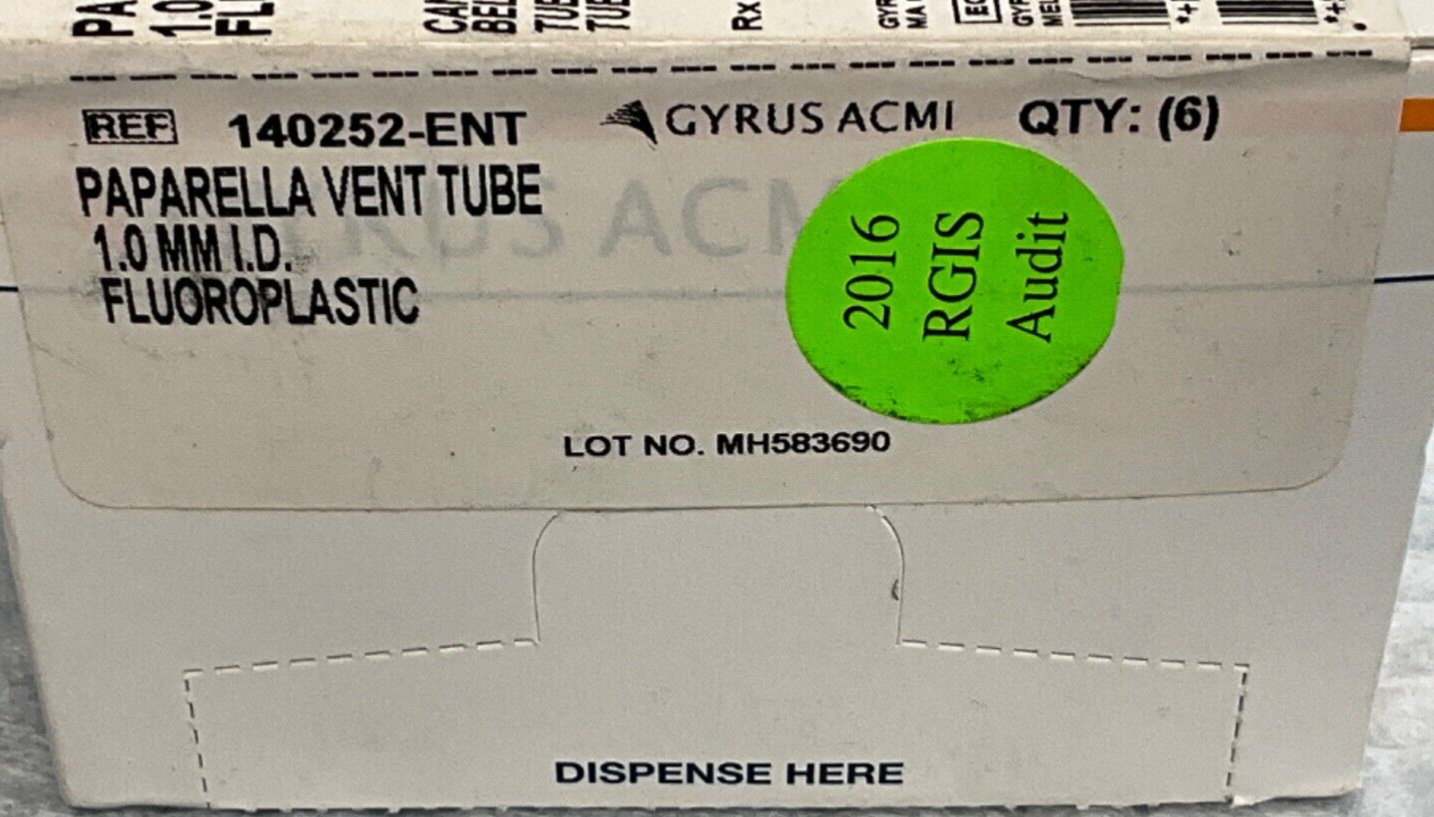 Rx
REF 140252-ENT GYRUS ACMI QTY: (6)
PAPARELLA VENT TUBE
1.0 MM I.D.
FLUOROPLASTIC
2016
RGIS
Audit
LOT NO. MH583690
DISPENSE HERE